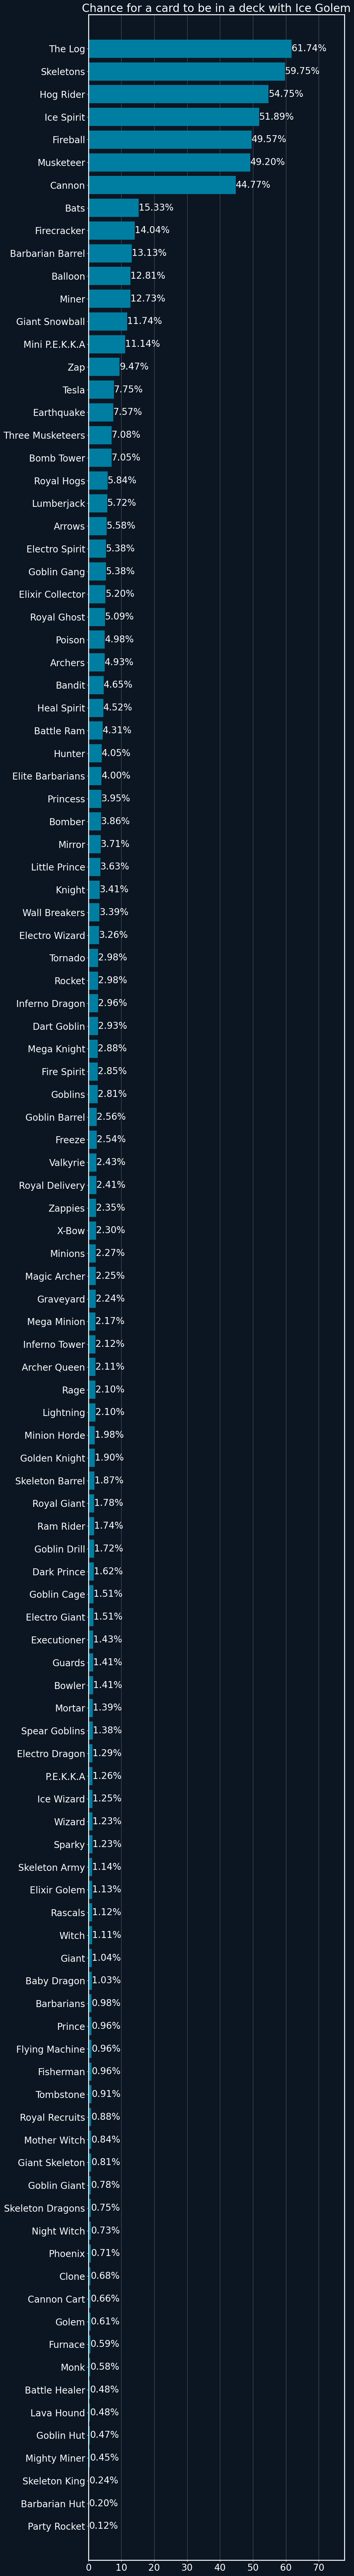 Chance for a card to be in a deck with Ice Golem
The Log 61.74%
Skeletons 59.75%
Hog Rider 54.75%
Ice Spirit 51.89%
Fireball 49.57%
Musketeer 49.20%
Cannon 44.77%
Bats 15.33%
Firecracker 14.04%
Barbarian Barrel 13.13%
Balloon 12.81%
Miner 12.73%
Giant Snowball 11.74%
Mini P.E.K.K.A 11.14%
Zap 9.47%
Tesla 7.75%
Earthquake 7.57%
Three Musketeers 7.08%
Bomb Tower 7.05%
Royal Hogs 5.84%
Lumberjack 5.72%
Arrows 5.58%
Electro Spirit 5.38%
Goblin Gang 5.38%
Elixir Collector 5.20%
Royal Ghost 5.09%
Poison 4.98%
Archers 4.93%
Bandit 4.65%
Heal Spirit 4.52%
Battle Ram 4.31%
Hunter 4.05%
Elite Barbarians 4.00%
Princess 3.95%
Bomber 3.86%
Mirror 3.71%
Little Prince 3.63%
Knight 3.41%
Wall Breakers 3.39%
Electro Wizard 3.26%
Tornado 2.98%
Rocket 2.98%
Inferno Dragon 2.96%
Dart Goblin 2.93%
Mega Knight 2.88%
Fire Spirit 2.85%
Goblins 2.81%
Goblin Barrel 2.56%
Freeze 2.54%
Valkyrie 2.43%
Royal Delivery 2.41%
Zappies 2.35%
X-Bow 2.30%
Minions 2.27%
Magic Archer 2.25%
Graveyard 2.24%
Mega Minion 2.17%
Inferno Tower 2.12%
Archer Queen 2.11%
Rage 2.10%
Lightning 2.10%
Minion Horde 1.98%
Golden Knight 1.90%
Skeleton Barrel 1.87%
Royal Giant 1.78%
Ram Rider 1.74%
Goblin Drill 1.72%
Dark Prince 1.62%
Goblin Cage 1.51%
Electro Giant 1.51%
Executioner 1.43%
Guards 1.41%
Bowler 1.41%
Mortar 1.39%
Spear Goblins 1.38%
Electro Dragon 1.29%
P.E.K.K.A 1.26%
Ice Wizard 1.25%
Wizard 1.23%
Sparky 1.23%
Skeleton Army 1.14%
Elixir Golem 1.13%
Rascals 1.12%
Witch 1.11%
Giant 1.04%
Baby Dragon 1.03%
Barbarians 0.98%
Prince 0.96%
Flying Machine 0.96%
Fisherman 0.96%
Tombstone 0.91%
Royal Recruits 0.88%
Mother Witch 0.84%
Giant Skeleton 0.81%
Goblin Giant 0.78%
Skeleton Dragons 0.75%
Night Witch 0.73%
Phoenix 0.71%
Clone 0.68%
Cannon Cart 0.66%
Golem 0.61%
Furnace 0.59%
Monk 0.58%
Battle Healer 0.48%
Lava Hound 0.48%
Goblin Hut 0.47%
Mighty Miner 0.45%
Skeleton King 0.24%
Barbarian Hut 0.20%
Party Rocket 0.12%
0 10 20 30 40 50 60 70